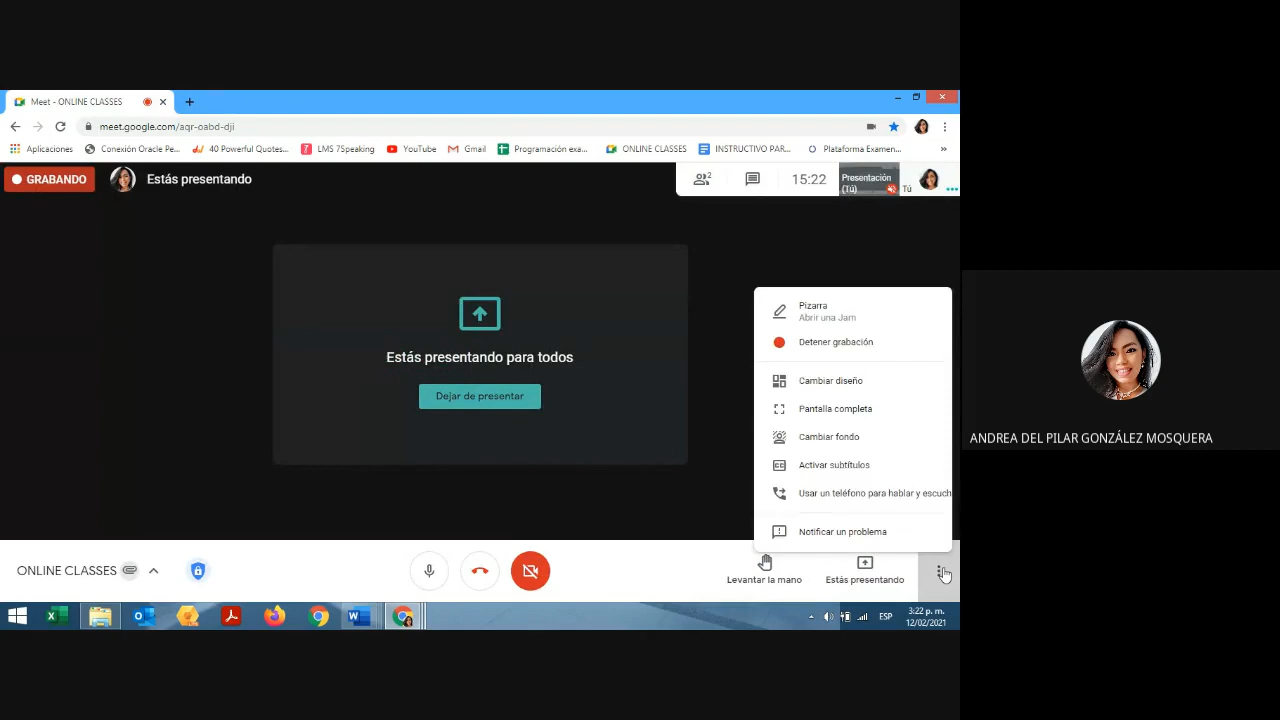 Meet - ONLINE CLASSES
meet.google.com/aqr-oabd-dji
Aplicaciones
Conexión Oracle Pe...
40 Powerful Quotes...
LMS 7Speaking
YouTube
Gmail
Programación exa...
ONLINE CLASSES
INSTRUCTIVO PAR...
Plataforma Examen...
»
GRABANDO
Estás presentando
2
15:22
Presentación
(Tú)
Tú
Estás presentando para todos
Dejar de presentar
Pizarra
Abrir una Jam
Detener grabación
Cambiar diseño
Pantalla completa
Cambiar fondo
CC
Activar subtítulos
Usar un teléfono para hablar y escuch
Notificar un problema
ANDREA DEL PILAR GONZÁLEZ MOSQUERA
ONLINE CLASSES
Levantar la mano
Estás presentando
ESP
3:22 p. m.
12/02/2021